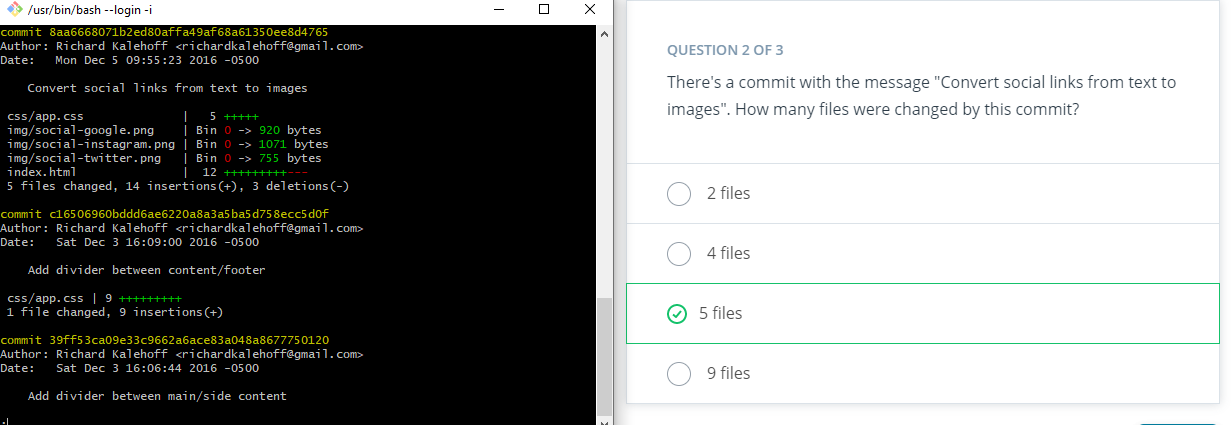 /usr/bin/bash --login -i
commit 8aa6668071b2ed80affa49af68a61350ee8d4765
Author: Richard Kalehoff <richardkalehoff@gmail.com>
Date:   Mon Dec 5 09:55:23 2016 -0500
Convert social links from text to images
css/app.css | 5 +++++
img/social-google.png | Bin 0 -> 920 bytes
img/social-instagram.png | Bin 0 -> 1071 bytes
img/social-twitter.png | Bin 0 -> 755 bytes
index.html | 12 +++++++++---
5 files changed, 14 insertions(+), 3 deletions(-)
commit c16506960bddd6ae6220a8a3a5ba5d758ecc5d0f
Author: Richard Kalehoff <richardkalehoff@gmail.com>
Date:   Sat Dec 3 16:09:00 2016 -0500
Add divider between content/footer
css/app.css | 9 +++++++++
1 file changed, 9 insertions(+)
commit 39ff53ca09e33c9662a6ace83a048a8677750120
Author: Richard Kalehoff <richardkalehoff@gmail.com>
Date:   Sat Dec 3 16:06:44 2016 -0500
Add divider between main/side content
:
QUESTION 2 OF 3
There's a commit with the message "Convert social links from text to
images". How many files were changed by this commit?
2 files
4 files
5 files
9 files